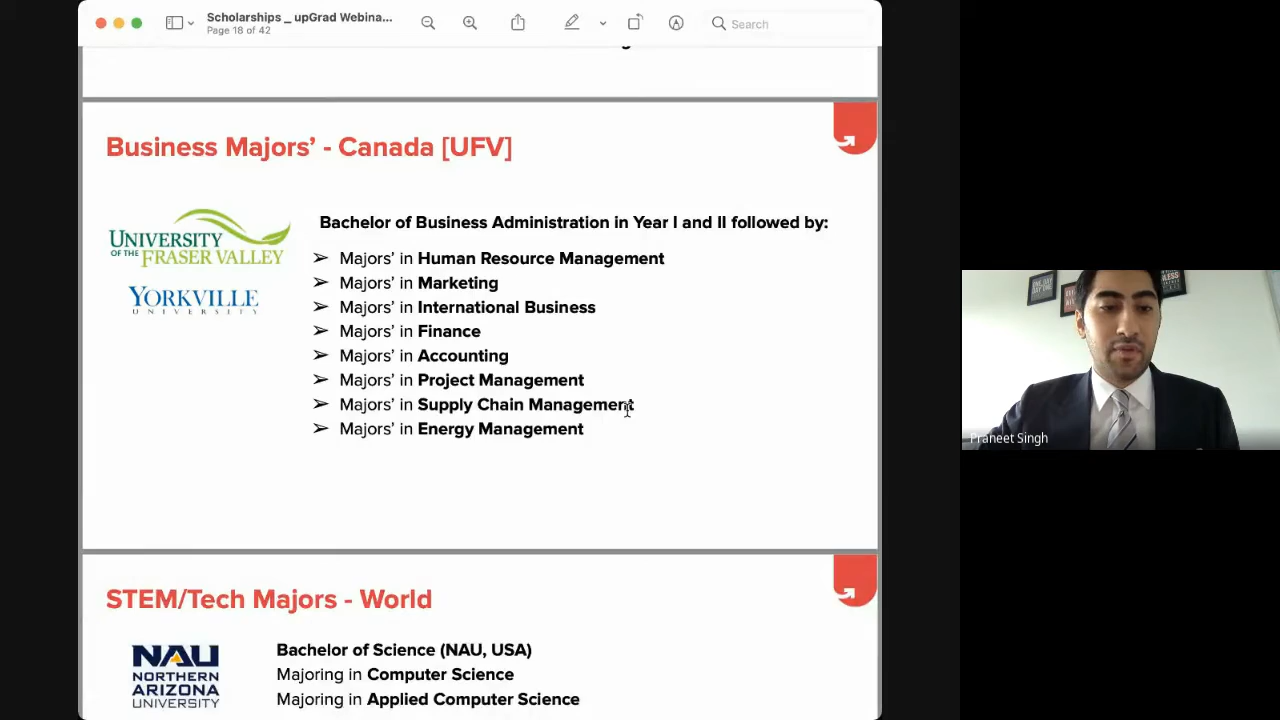 Scholarships _ upGrad Webina...
Page 18 of 42
Search
Business Majors’ - Canada [UFV]
UNIVERSITY
OF THE FRASER VALLEY
YORKVILLE
UNIVERSITY
Bachelor of Business Administration in Year I and II followed by:
➢ Majors’ in Human Resource Management
➢ Majors’ in Marketing
➢ Majors’ in International Business
➢ Majors’ in Finance
➢ Majors’ in Accounting
➢ Majors’ in Project Management
➢ Majors’ in Supply Chain Management
➢ Majors’ in Energy Management
Praheet Singh
STEM/Tech Majors - World
NAU
NORTHERN
ARIZONA
UNIVERSITY
Bachelor of Science (NAU, USA)
Majoring in Computer Science
Majoring in Applied Computer Science